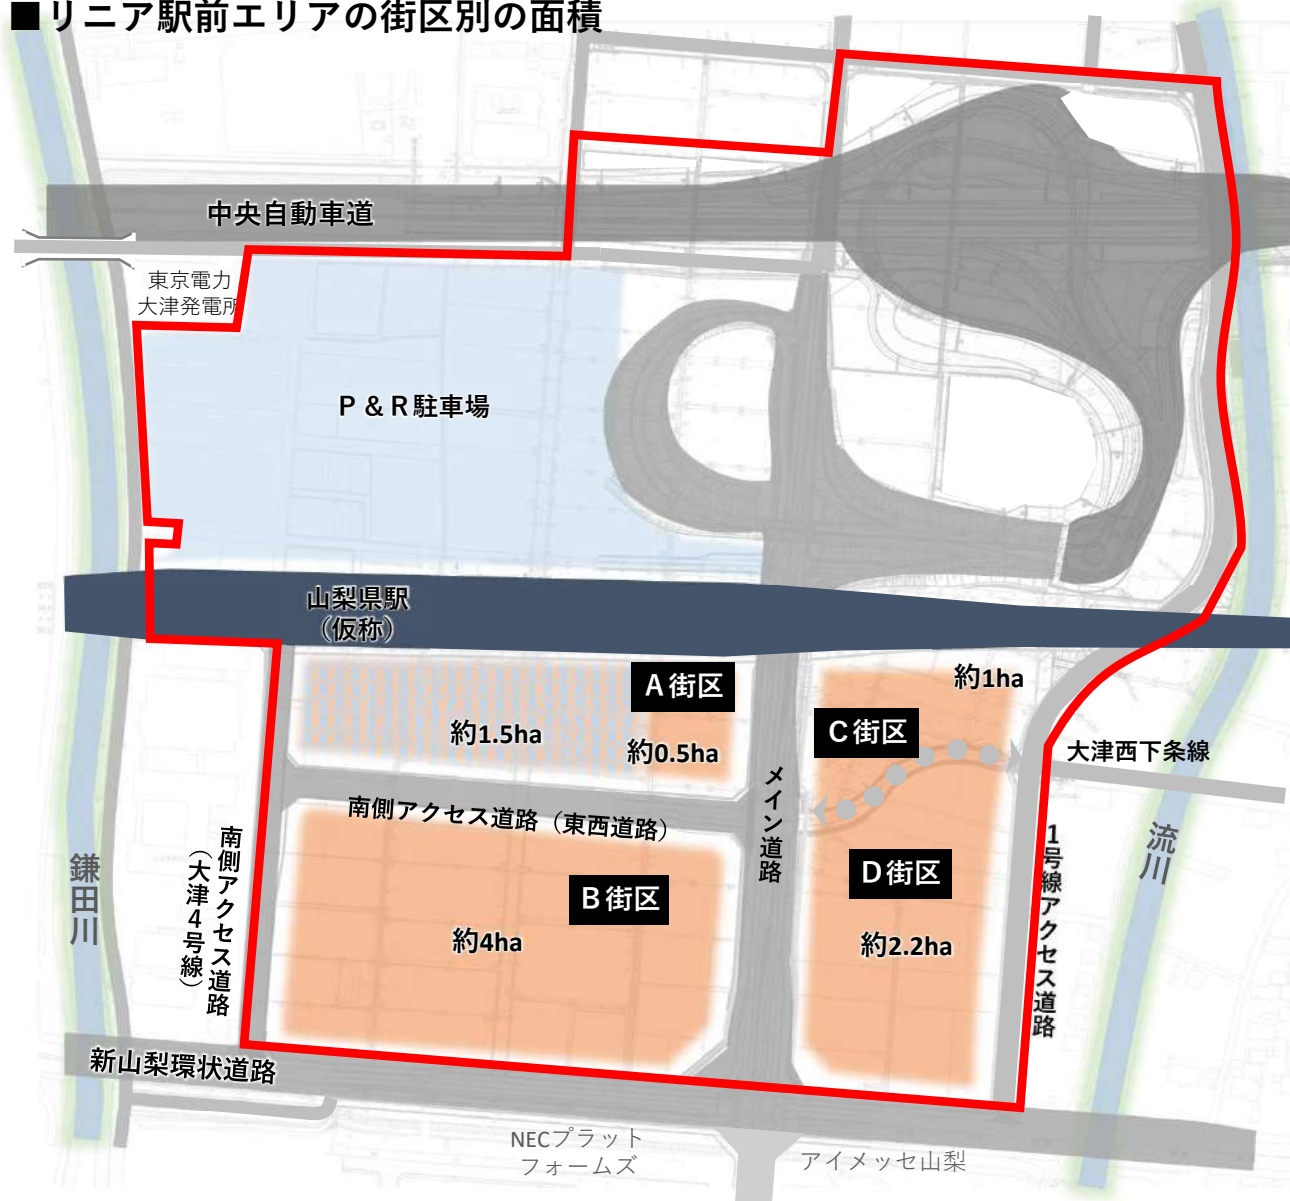 ■リニア駅前エリアの街区別の面積
中央自動車道
東京電力
大津発電所
P&R駐車場
山梨県駅
（仮称）
A街区
約1.5ha
約0.5ha
約1ha
C街区
大津西下条線
メイン道路
南側アクセス道路（東西道路）
南側アクセス道路
（大津4号線）
B街区
約4ha
D街区
約2.2ha
1号線アクセス道路
鎌田川
流川
新山梨環状道路
NECプラット
フォームズ
アイメッセ山梨